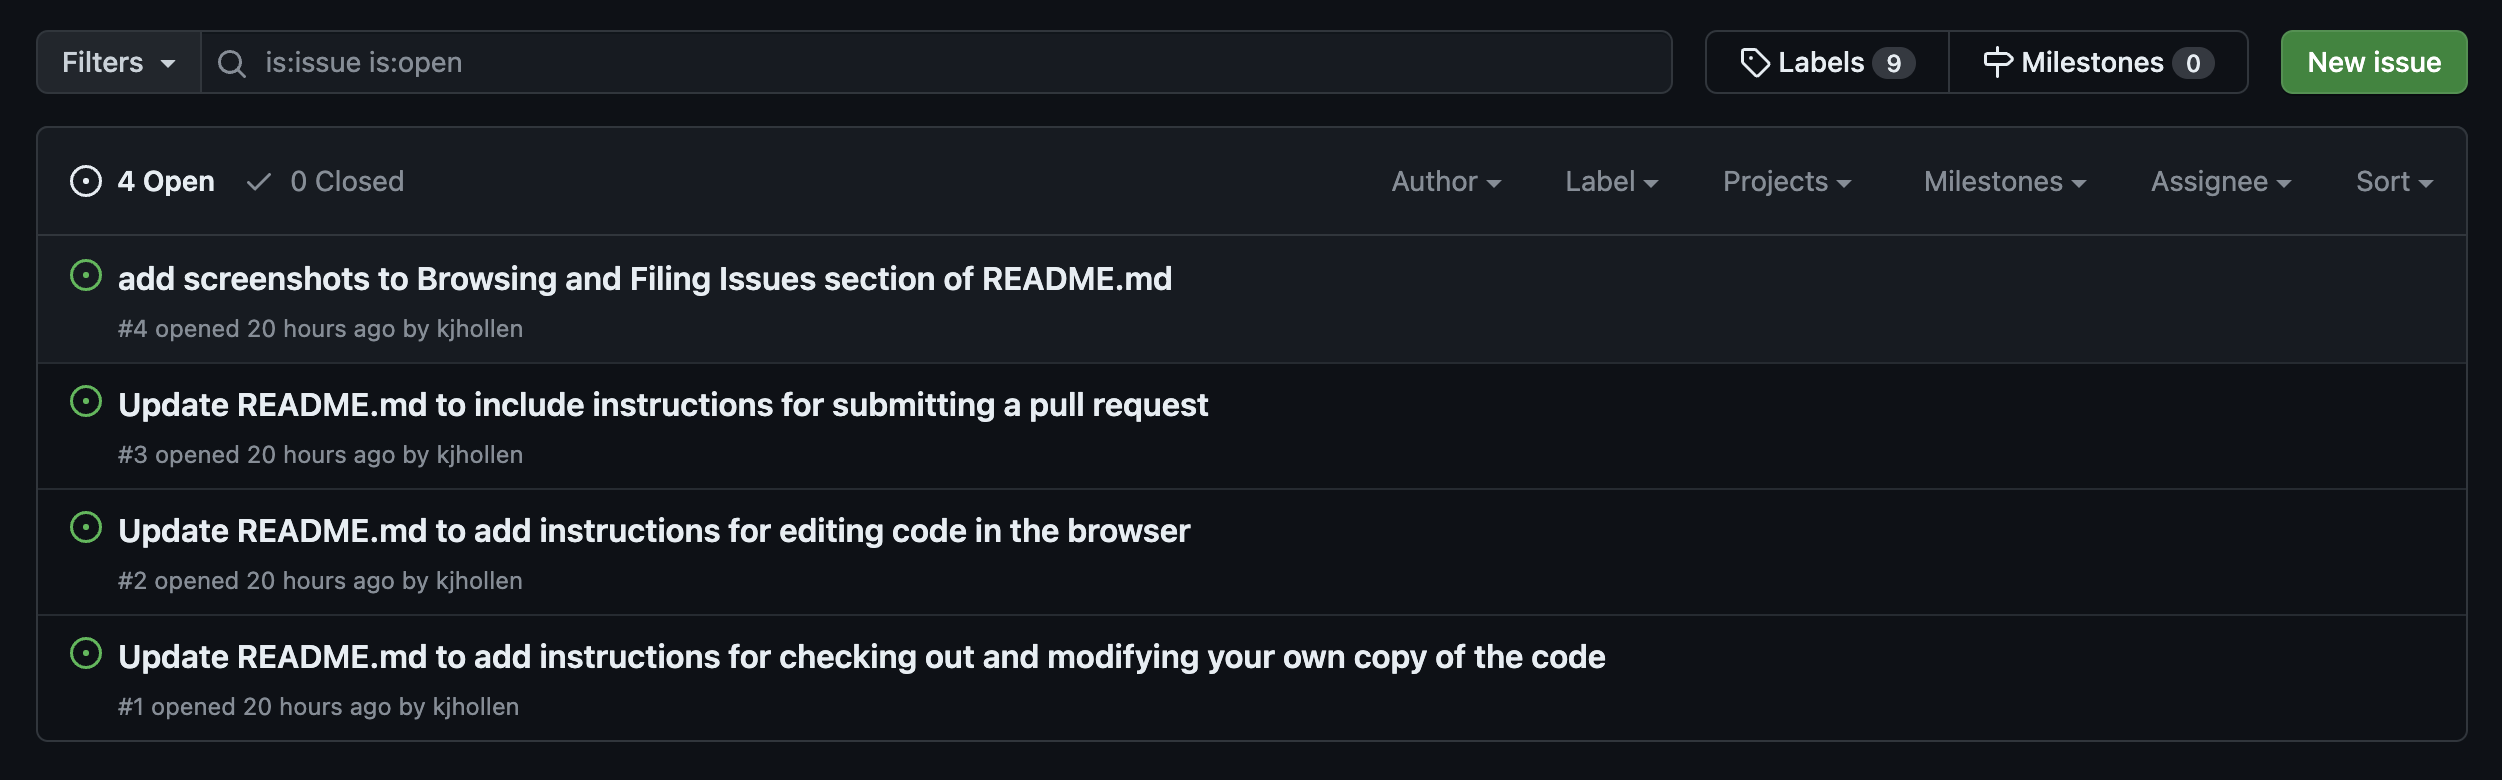 Filters is:issue is:open Labels 9 Milestones 0 New issue
4 Open 0 Closed Author Label Projects Milestones Assignee Sort
add screenshots to Browsing and Filing Issues section of README.md
#4 opened 20 hours ago by kjhollen
Update README.md to include instructions for submitting a pull request
#3 opened 20 hours ago by kjhollen
Update README.md to add instructions for editing code in the browser
#2 opened 20 hours ago by kjhollen
Update README.md to add instructions for checking out and modifying your own copy of the code
#1 opened 20 hours ago by kjhollen